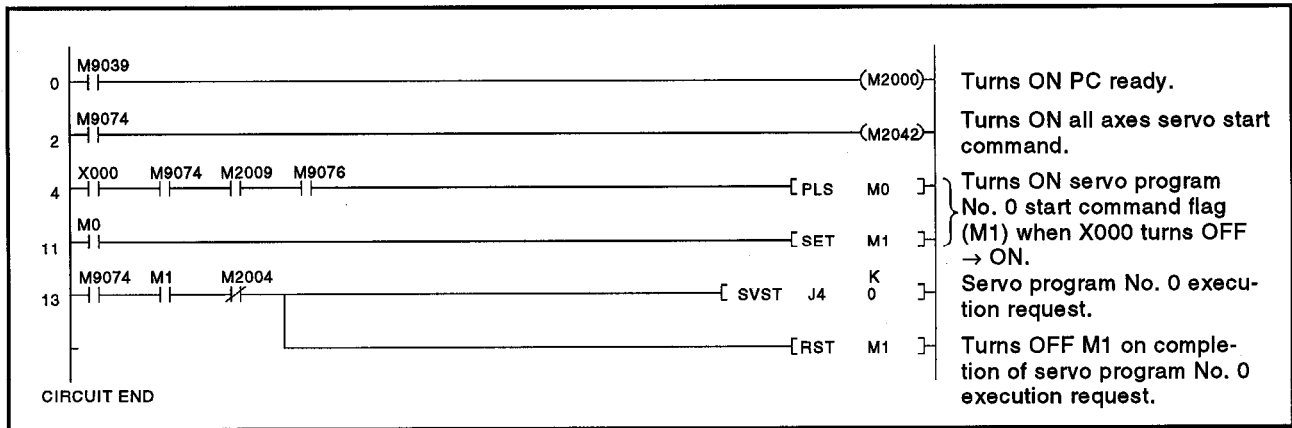 M9039
0 (M2000) Turns ON PC ready.
M9074
2 (M2042) Turns ON all axes servo start
command.
X000 M9074 M2009 M9076
4 PLS M0 Turns ON servo program
No. 0 start command flag
M0
11 SET M1 (M1) when X000 turns OFF
→ ON.
M9074 M1 M2004
13 SVST J4 K 0 Servo program No. 0 execu-
tion request.
RST M1 Turns OFF M1 on comple-
tion of servo program No. 0
execution request.
CIRCUIT END